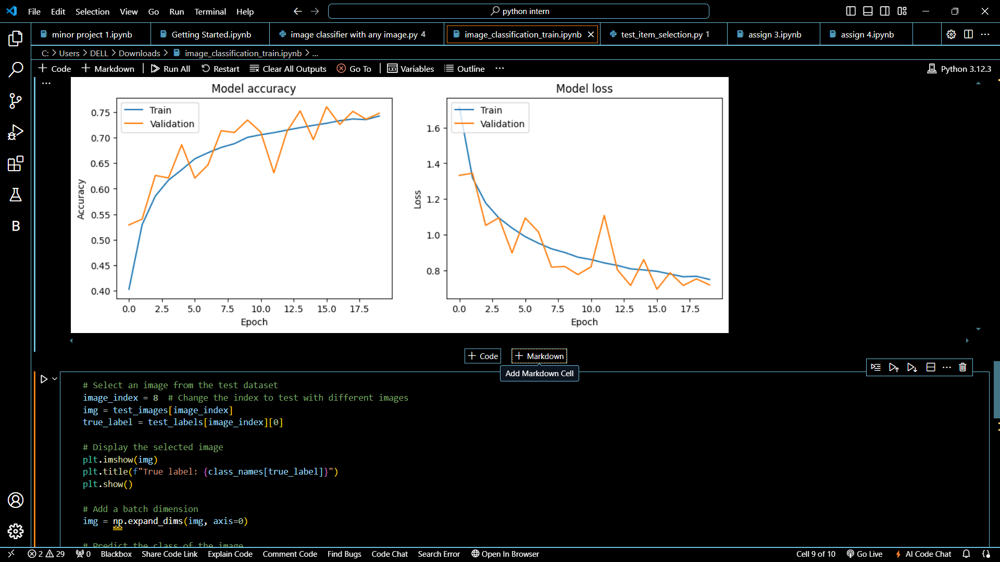 File Edit Selection View Go Run Terminal Help python intern
minor project 1.ipynb Getting Started.ipynb image classifier with any image.py 4 image_classification_train.ipynb test_item_selection.py 1 assign 3.ipynb assign 4.ipynb
C: > Users > DELL > Downloads > image_classification_train.ipynb > ...
+ Code + Markdown | Run All Restart Clear All Outputs Go To | Variables Outline ... Python 3.12.3
Model accuracy
Train
Validation
0.75
0.70
0.65
0.60
0.55
0.50
0.45
0.40
Accuracy
0.0 2.5 5.0 7.5 10.0 12.5 15.0 17.5
Epoch
Model loss
Train
Validation
1.6
1.4
1.2
1.0
0.8
Loss
0.0 2.5 5.0 7.5 10.0 12.5 15.0 17.5
Epoch
+ Code + Markdown
Add Markdown Cell
# Select an image from the test dataset
image_index = 8  # Change the index to test with different images
img = test_images[image_index]
true_label = test_labels[image_index][0]
# Display the selected image
plt.imshow(img)
plt.title(f"True label: {class_names[true_label]}")
plt.show()
# Add a batch dimension
img = np.expand_dims(img, axis=0)
# Predict the class of the image
2 29 0 Blackbox Share Code Link Explain Code Comment Code Find Bugs Code Chat Search Error Open In Browser Cell 9 of 10 Go Live AI Code Chat
B